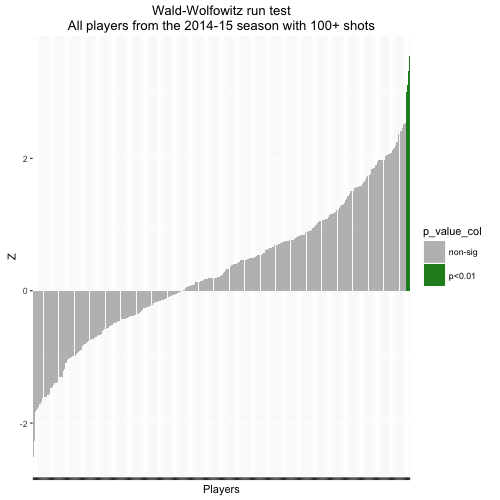 Wald-Wolfowitz run test
All players from the 2014-15 season with 100+ shots
2
0
-2
Z
Players
p_value_col
non-sig
p<0.01